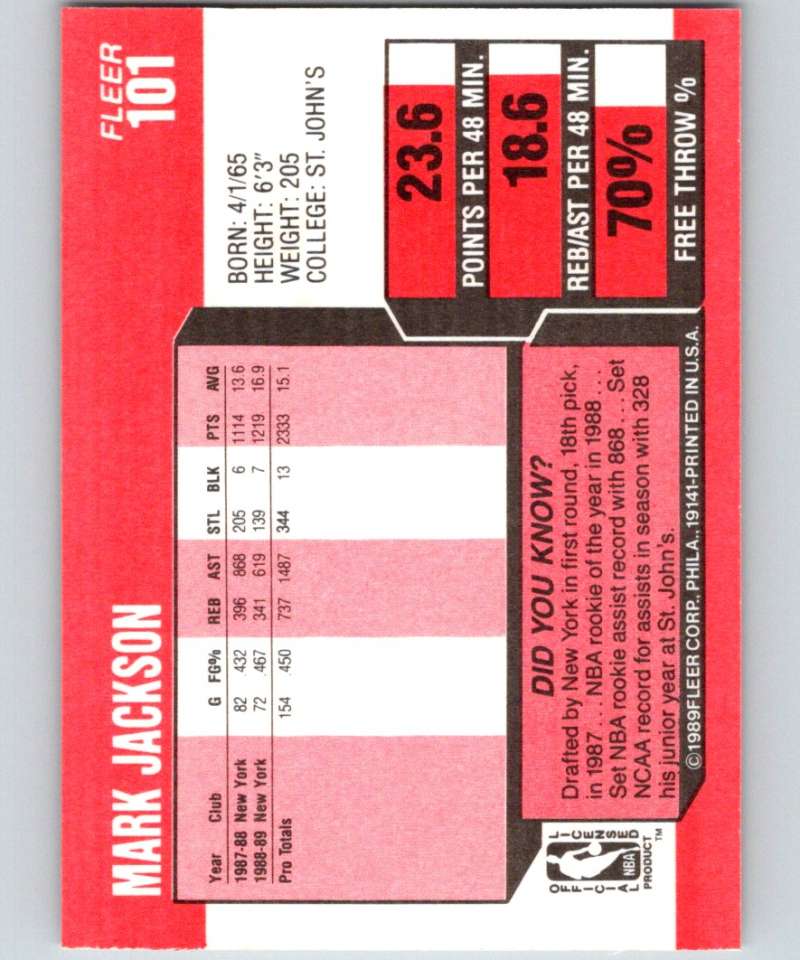 MARK JACKSON
FLEER
101
BORN: 4/1/65
HEIGHT: 6'3"
WEIGHT: 205
COLLEGE: ST. JOHN'S
Year Club G FG% REB AST STL BLK PTS AVG
1987-88 New York 82 .432 396 868 205 6 1114 13.6
1988-89 New York 72 .467 341 619 139 7 1219 16.9
Pro Totals 154 .450 737 1487 344 13 2333 15.1
23.6
POINTS PER 48 MIN.
18.6
REB/AST PER 48 MIN.
70%
FREE THROW %
DID YOU KNOW?
Drafted by New York in first round, 18th pick,
in 1987 . . . NBA rookie of the year in 1988 . . .
Set NBA rookie assist record with 868 . . . Set
NCAA record for assists in season with 328
his junior year at St. John's.
OFFICIAL LICENSED
NBA
PRODUCT™
©1989FLEER CORP., PHILA., 19141-PRINTED IN U.S.A.